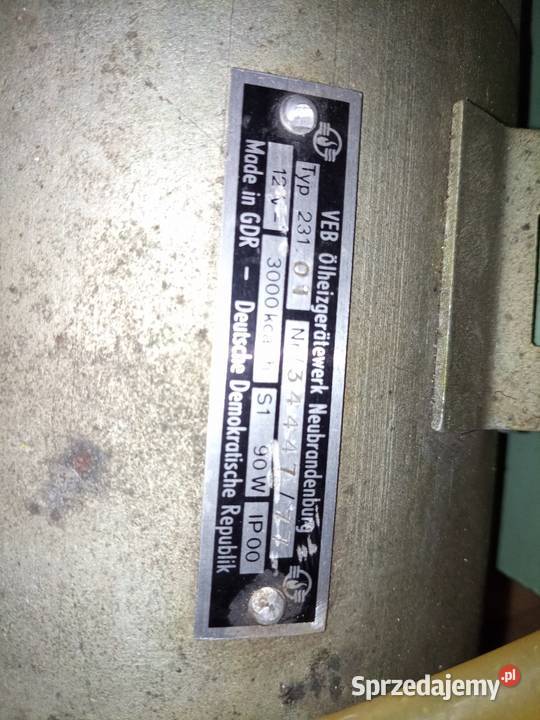 VEB Ölheizgerätewerk Neubrandenburg
Typ 231.01 Nr
12V 3000 kcal/h S1 90W IP00
Made in GDR – Deutsche Demokratische Republik
Sprzedajemy.pl